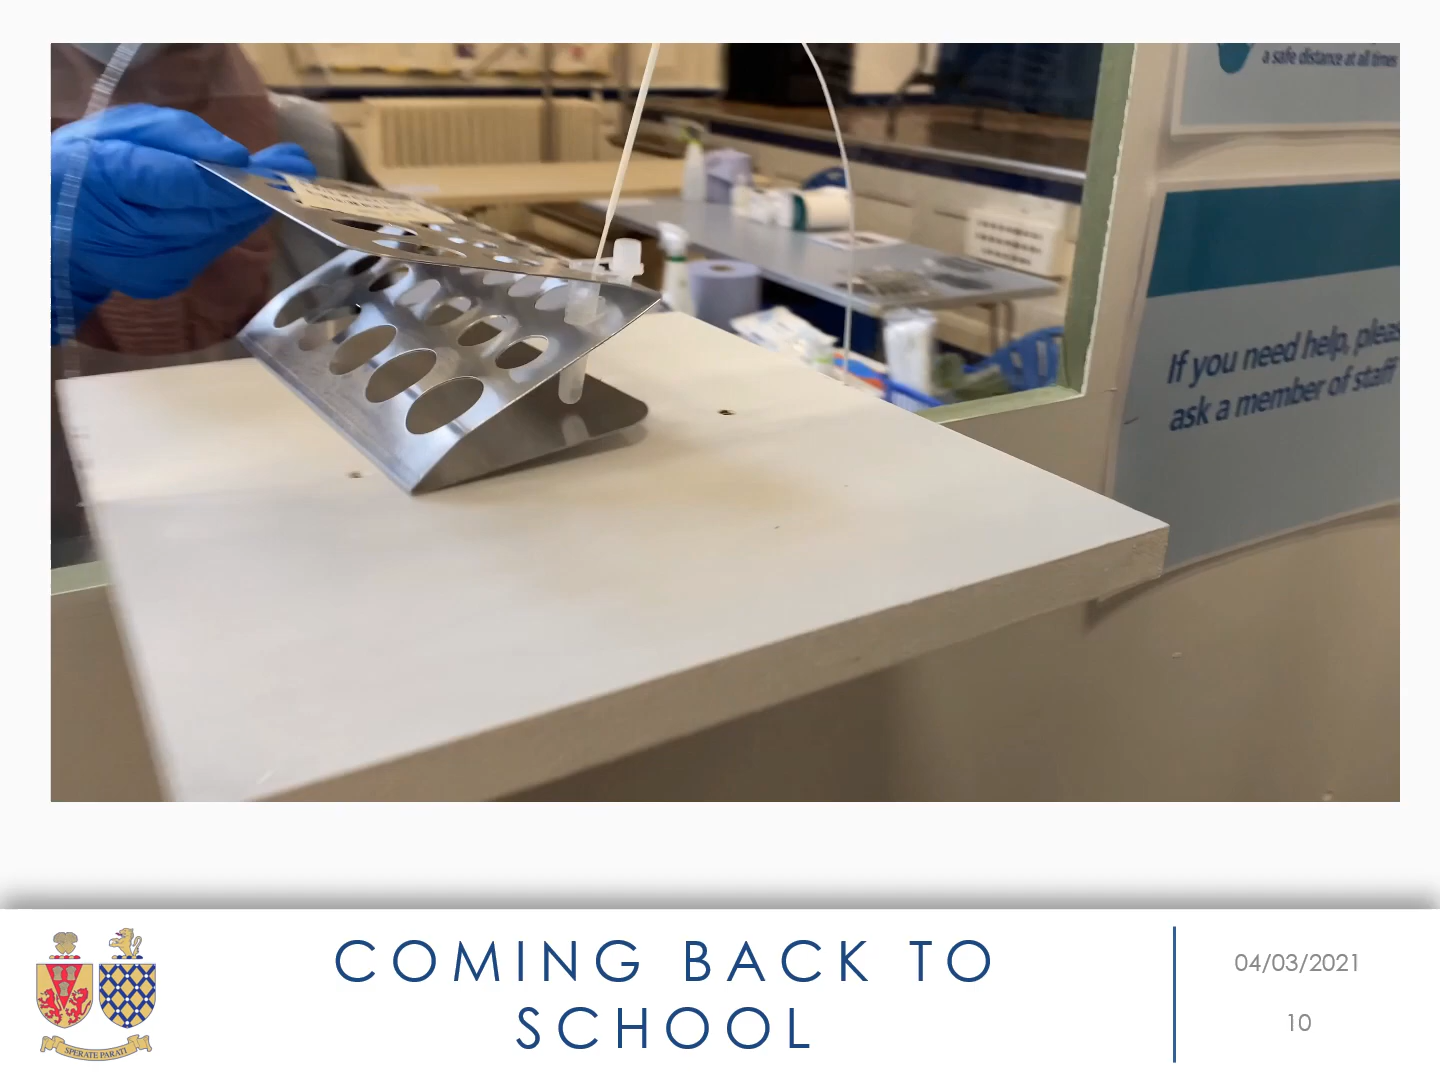 a safe distance at all times
If you need help, pleas
ask a member of staff
COMING BACK TO
SCHOOL
04/03/2021
10
SPERATE PARATI